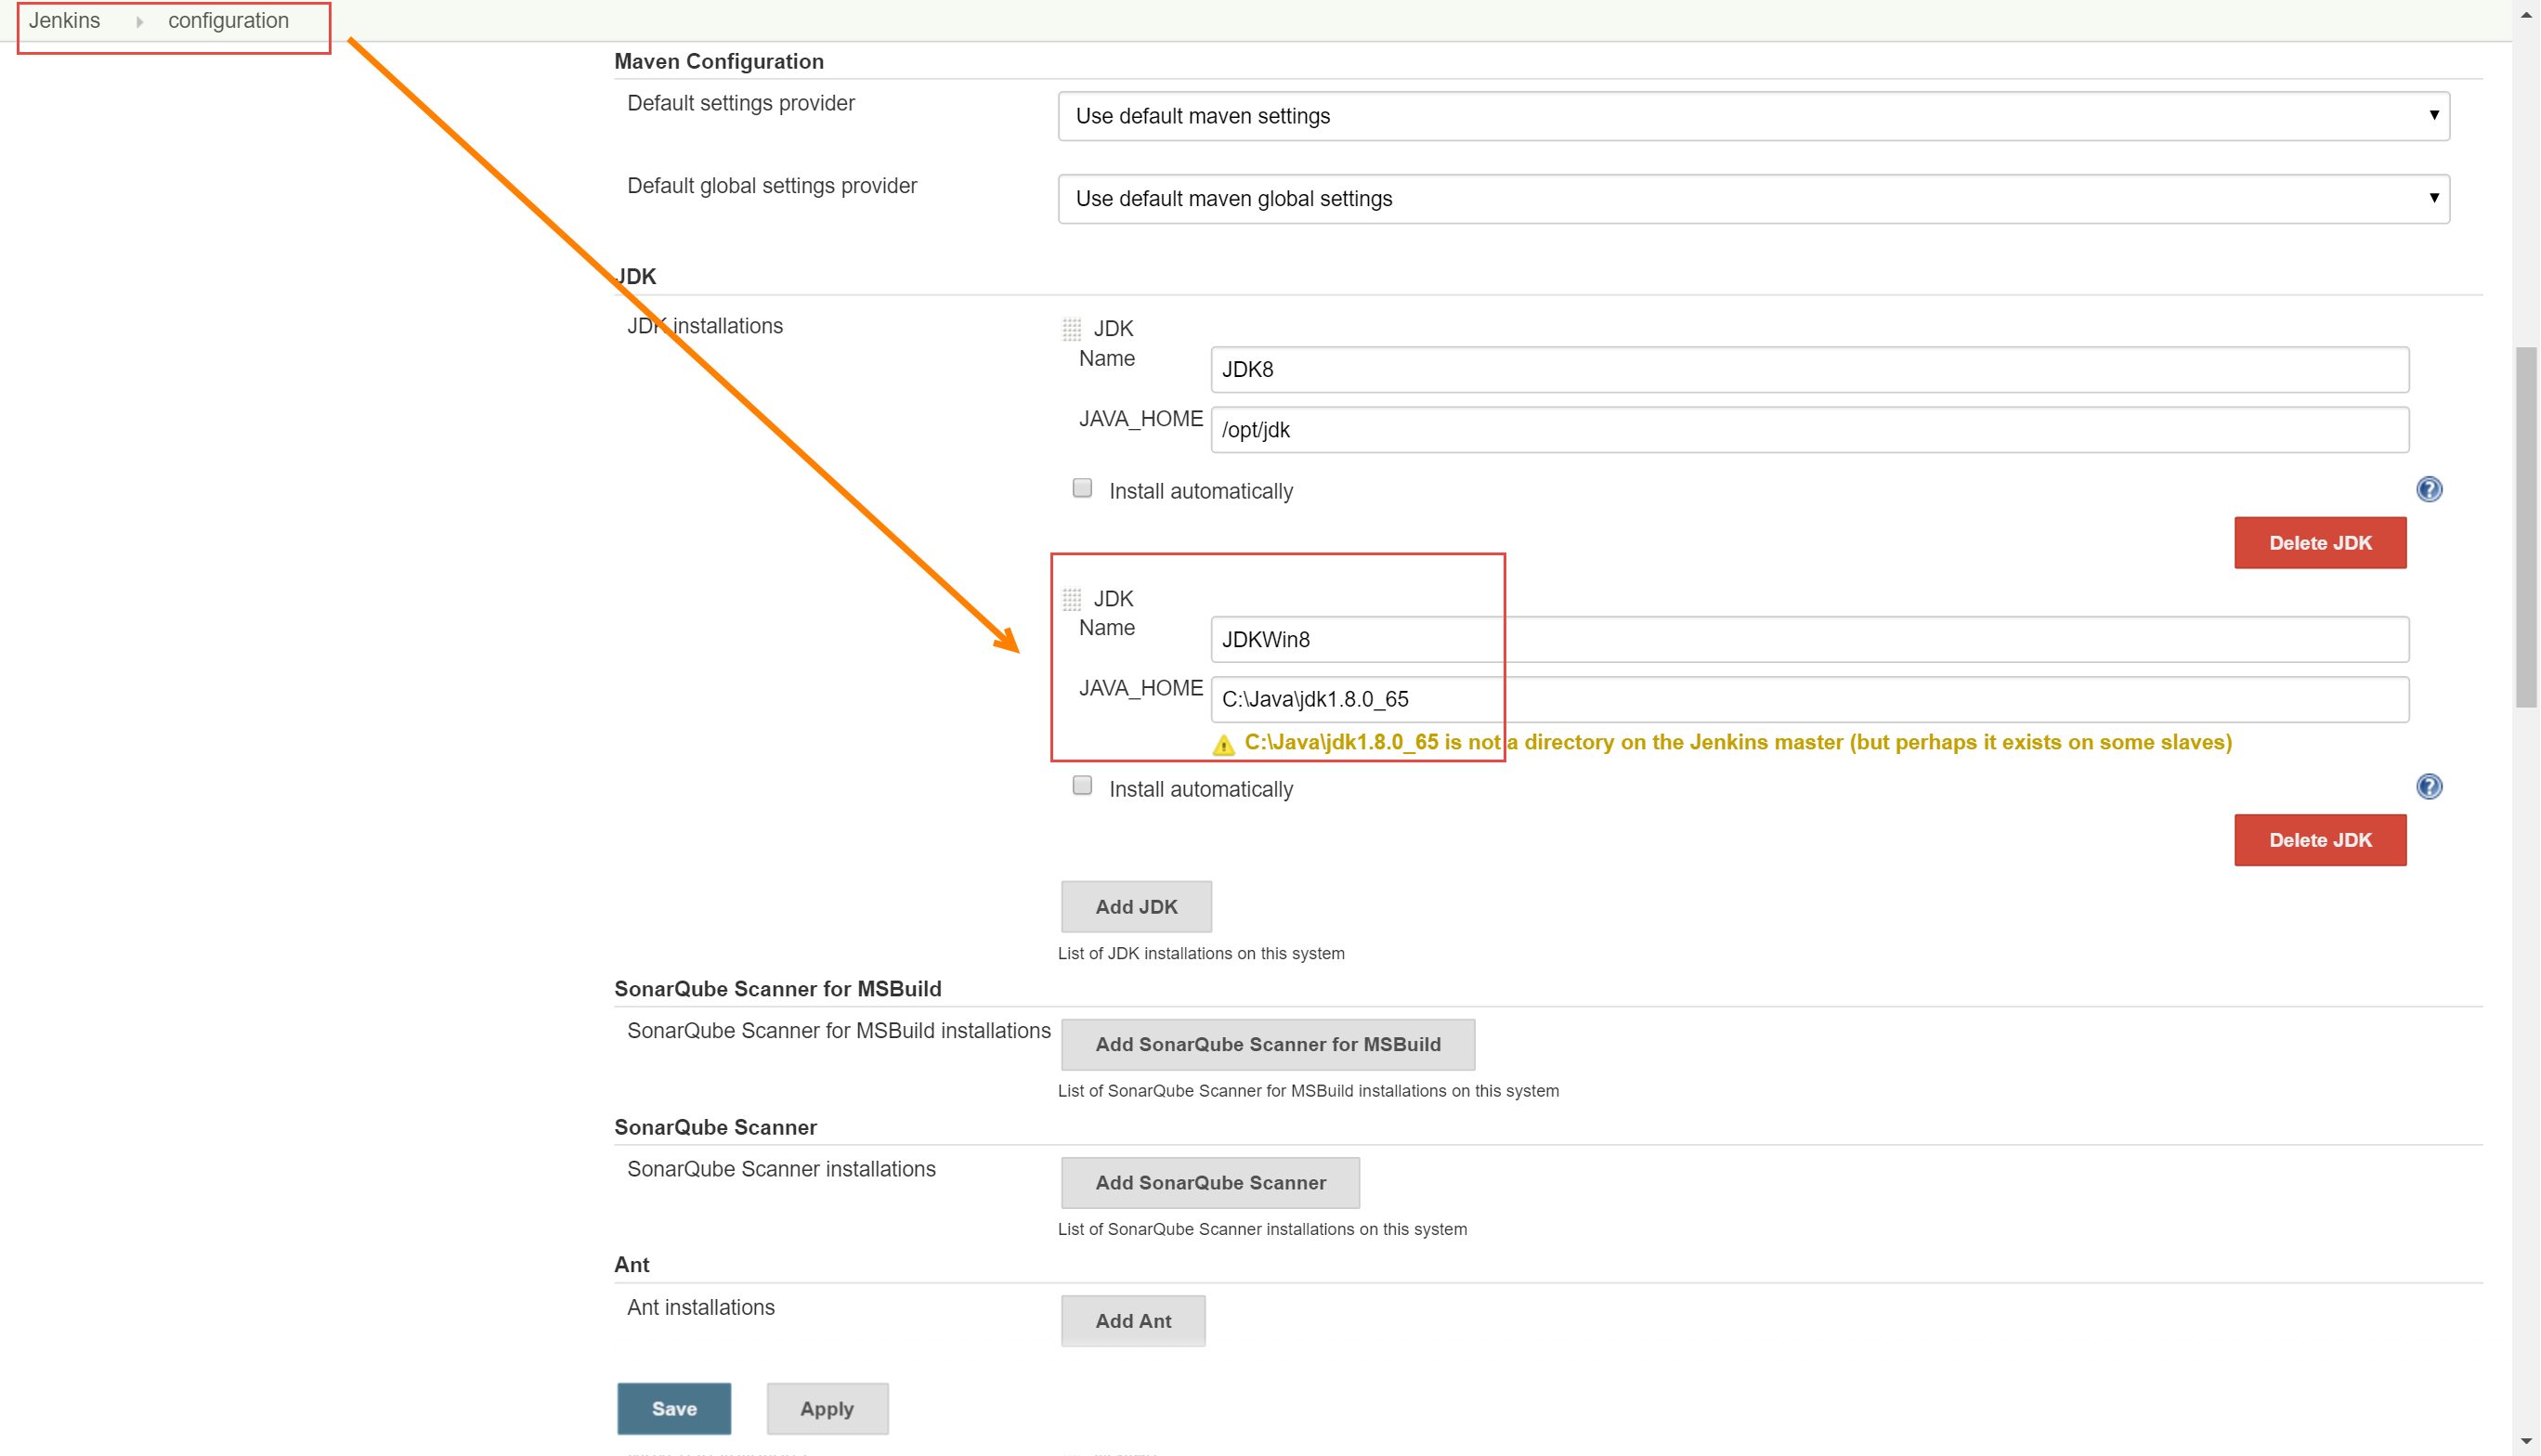 Jenkins configuration
Maven Configuration
Default settings provider
Use default maven settings
Default global settings provider
Use default maven global settings
JDK
JDK installations
JDK
Name
JDK8
JAVA_HOME
/opt/jdk
Install automatically
Delete JDK
JDK
Name
JDKWin8
JAVA_HOME
C:\Java\jdk1.8.0_65
C:\Java\jdk1.8.0_65 is not a directory on the Jenkins master (but perhaps it exists on some slaves)
Install automatically
Delete JDK
Add JDK
List of JDK installations on this system
SonarQube Scanner for MSBuild
SonarQube Scanner for MSBuild installations
Add SonarQube Scanner for MSBuild
List of SonarQube Scanner for MSBuild installations on this system
SonarQube Scanner
SonarQube Scanner installations
Add SonarQube Scanner
List of SonarQube Scanner installations on this system
Ant
Ant installations
Add Ant
Save
Apply